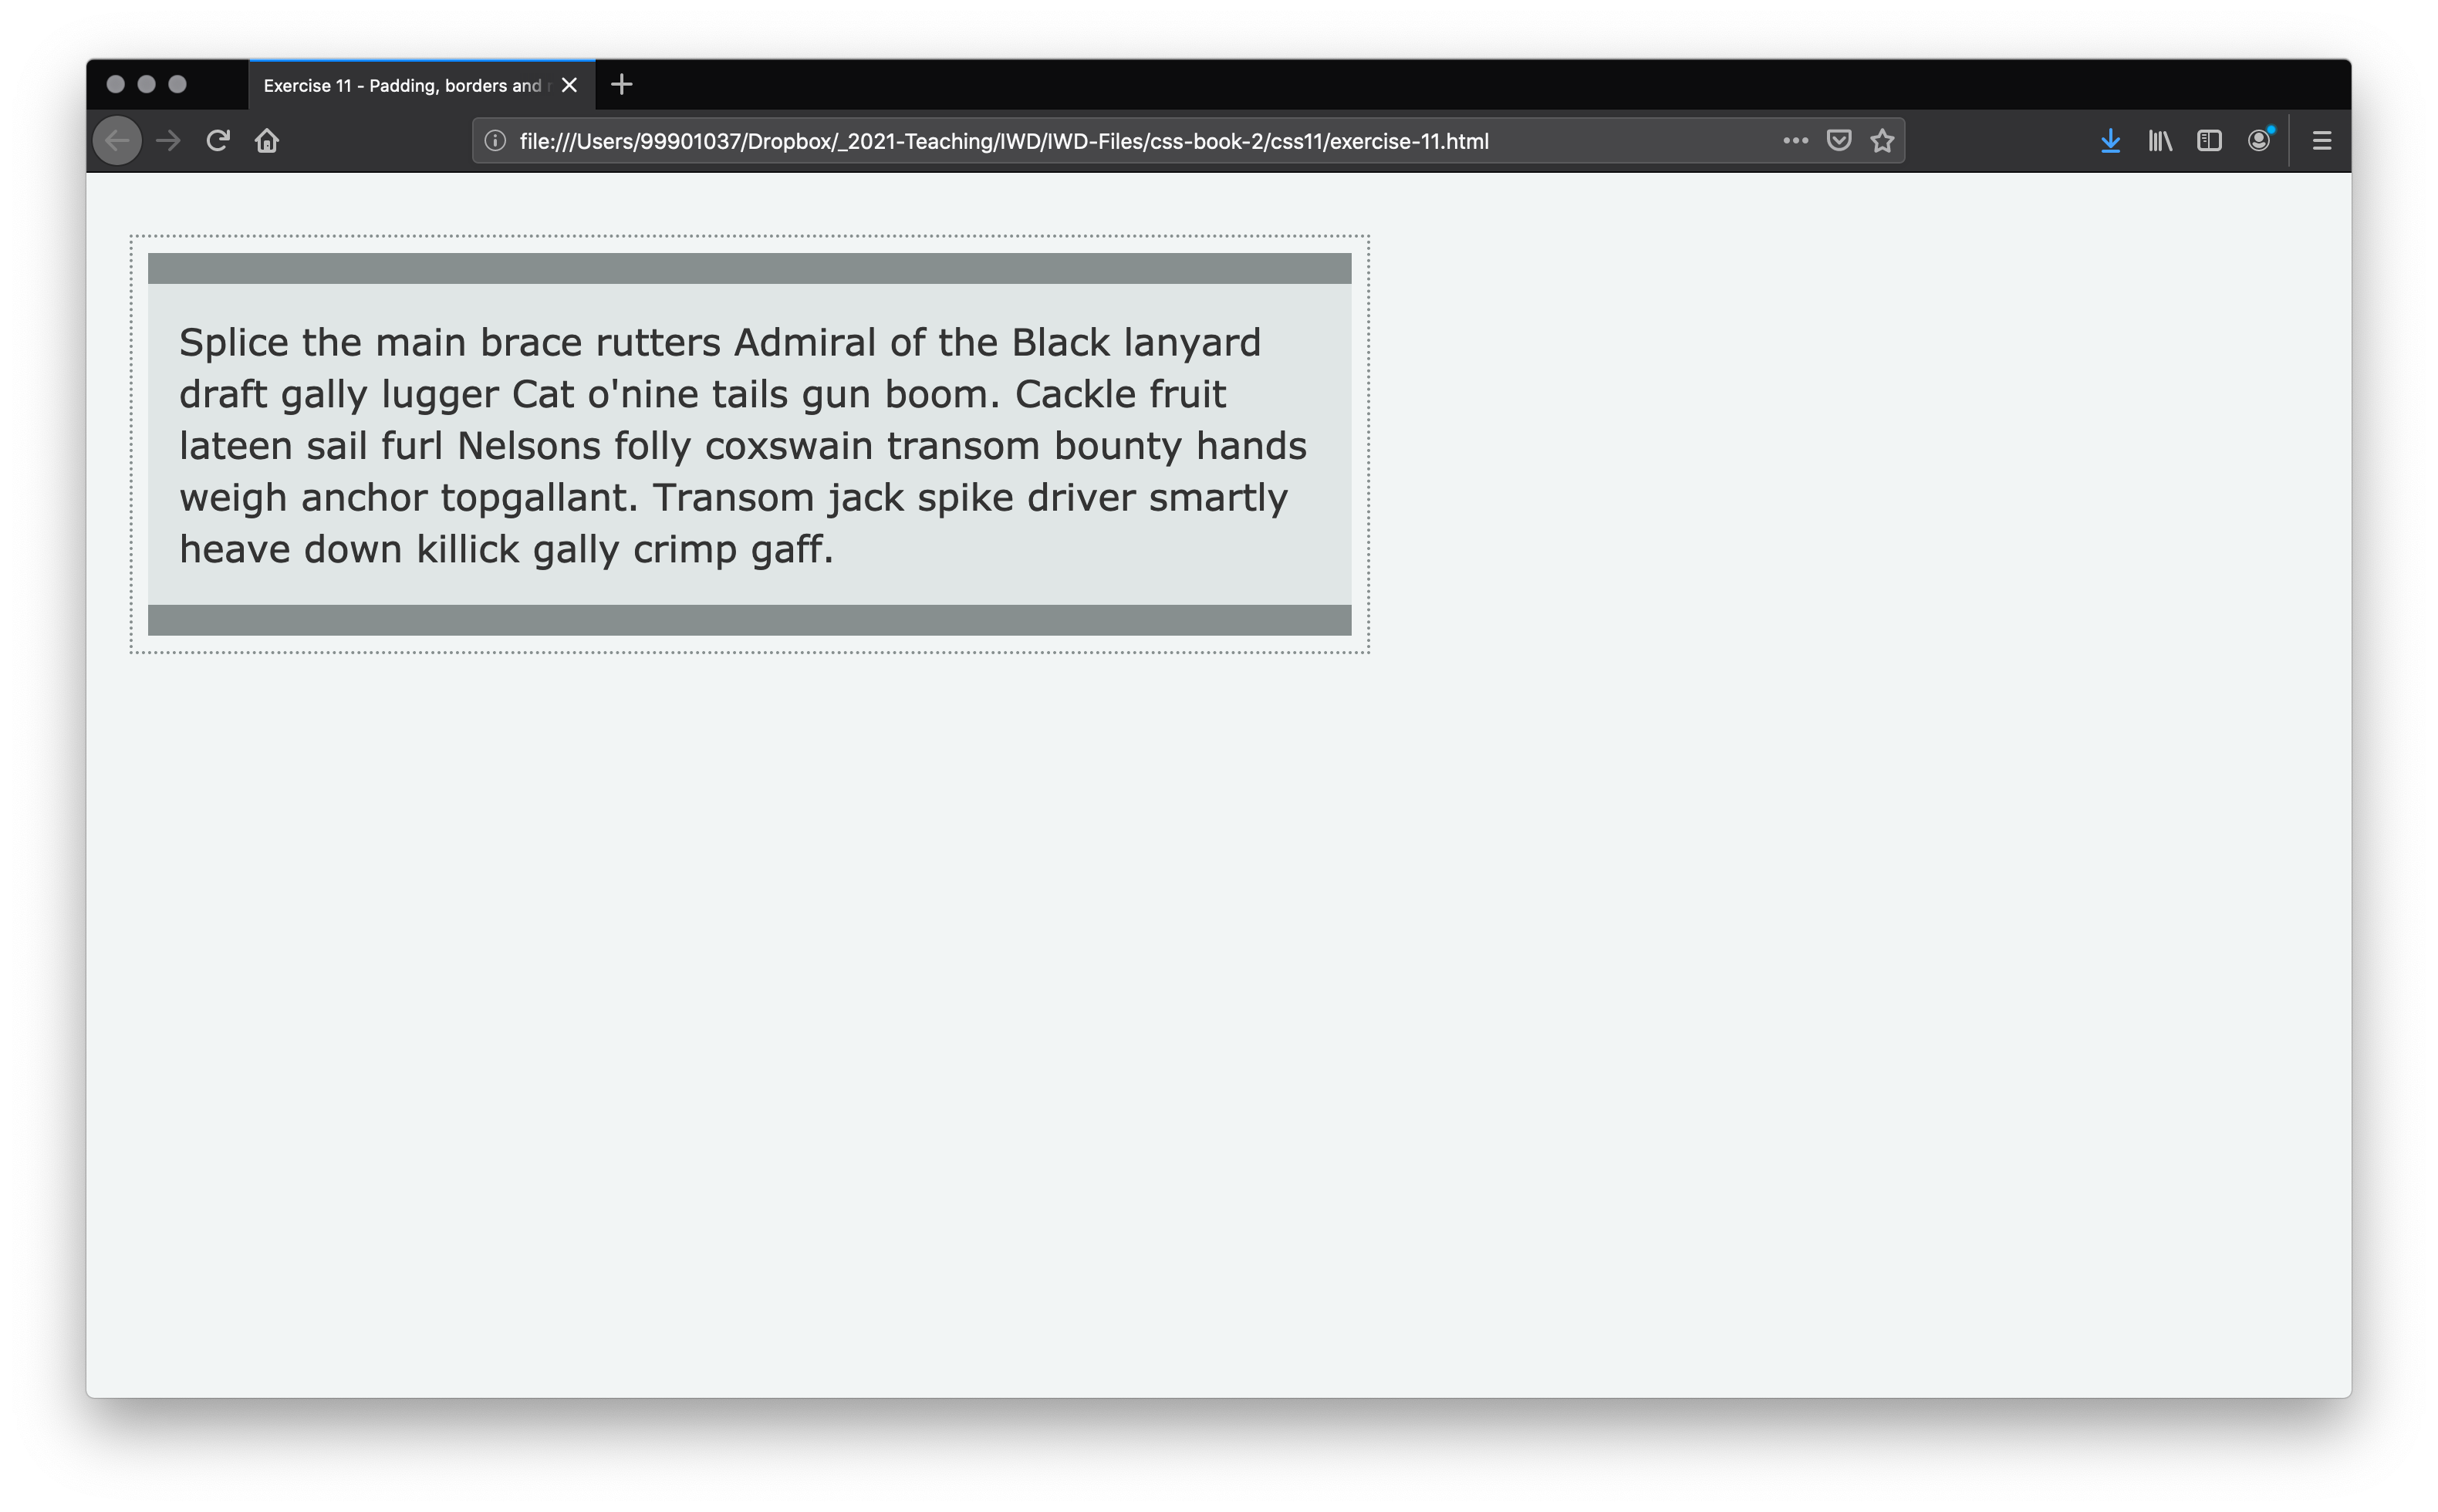 Exercise 11 - Padding, borders and
file:///Users/99901037/Dropbox/_2021-Teaching/IWD/IWD-Files/css-book-2/css11/exercise-11.html
Splice the main brace rutters Admiral of the Black lanyard
draft gally lugger Cat o'nine tails gun boom. Cackle fruit
lateen sail furl Nelsons folly coxswain transom bounty hands
weigh anchor topgallant. Transom jack spike driver smartly
heave down killick gally crimp gaff.